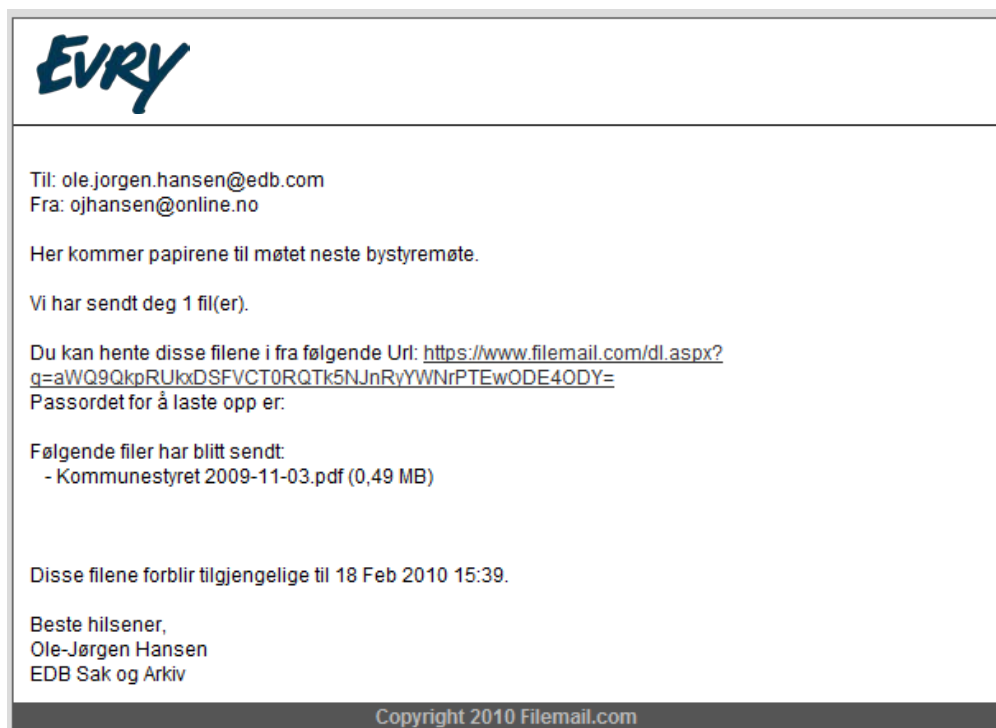 EVRY
Til: ole.jorgen.hansen@edb.com
Fra: ojhansen@online.no
Her kommer papirene til møtet neste bystyremøte.
Vi har sendt deg 1 fil(er).
Du kan hente disse filene i fra følgende Url: https://www.filemail.com/dl.aspx?
q=aWQ9QkpRUkxDSFVCT0RQTk5NJnRyYWNrPTEwODE4ODY=
Passordet for å laste opp er:
Følgende filer har blitt sendt:
- Kommunestyret 2009-11-03.pdf (0,49 MB)
Disse filene forblir tilgjengelige til 18 Feb 2010 15:39.
Beste hilsener,
Ole-Jørgen Hansen
EDB Sak og Arkiv
Copyright 2010 Filemail.com